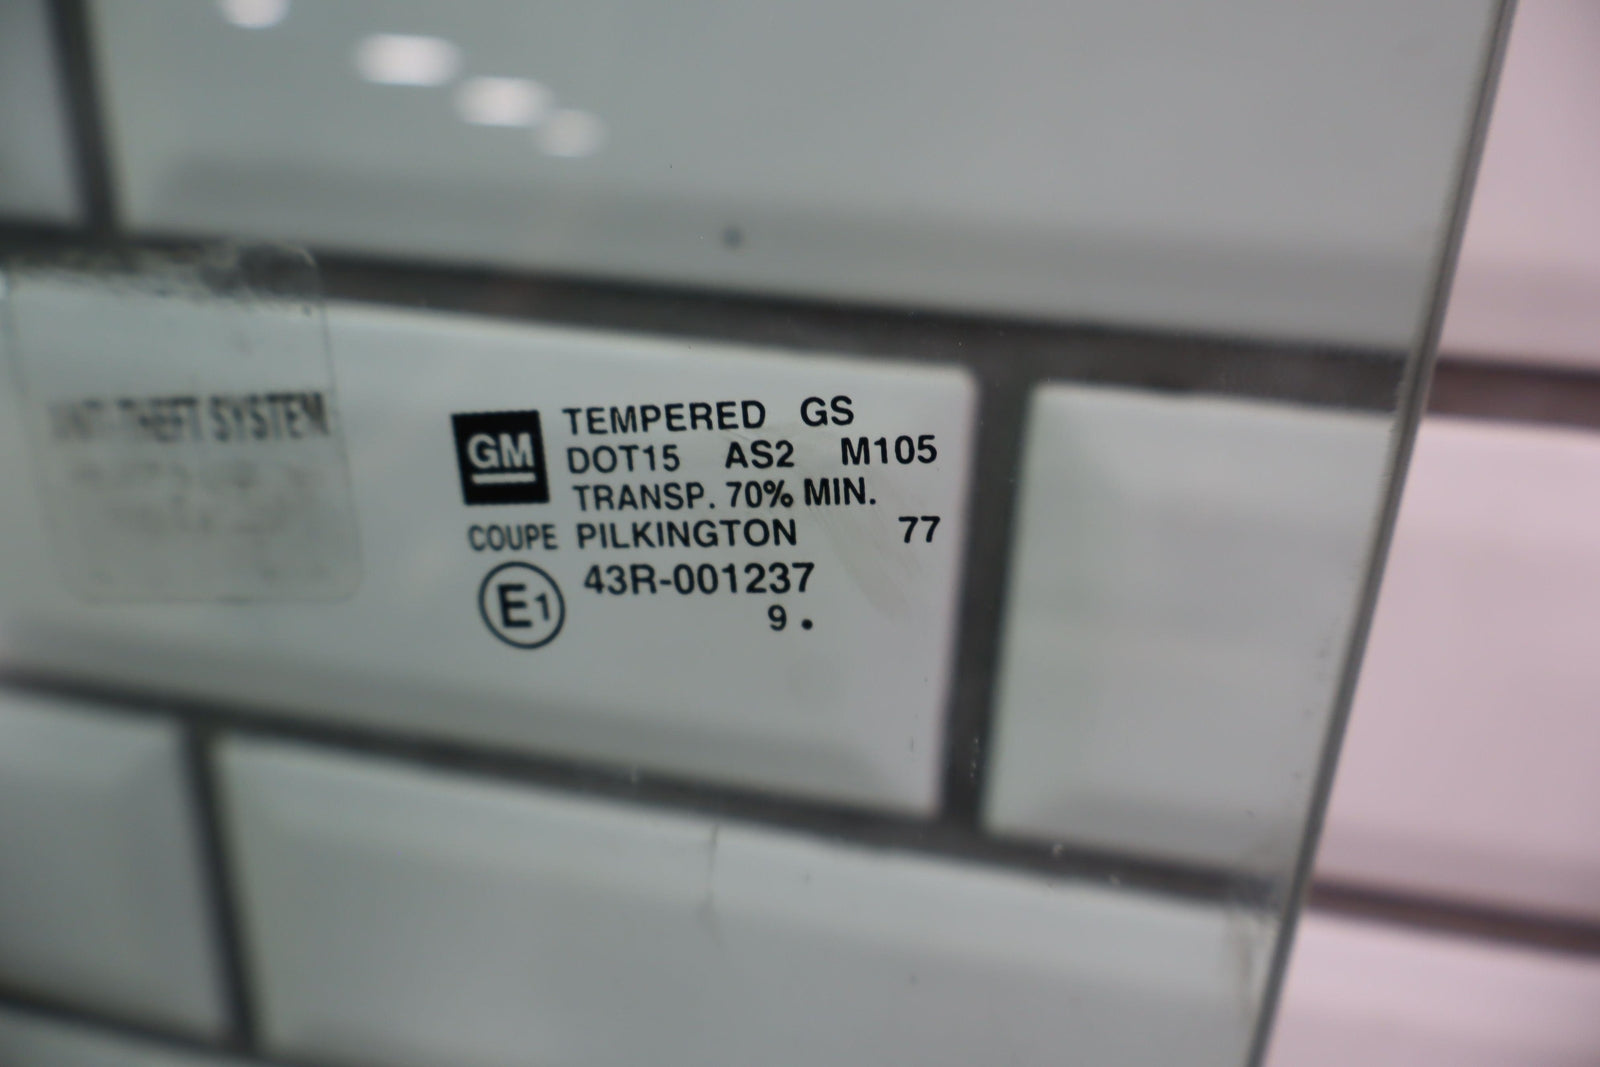 ANTI-THEFT SYSTEM
GM TEMPERED GS
DOT15 AS2 M105
TRANSP. 70% MIN.
COUPE PILKINGTON 77
E1 43R-001237
9 .